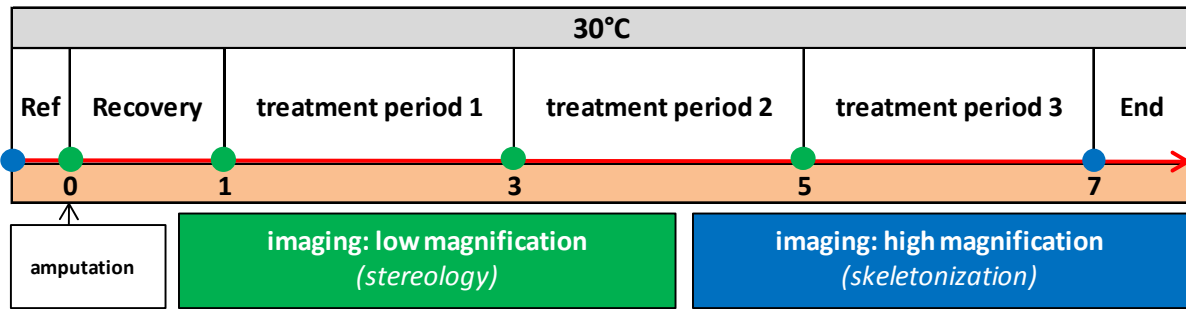 30°C
Ref Recovery treatment period 1 treatment period 2 treatment period 3 End
0 1 3 5 7
amputation
imaging: low magnification
(stereology)
imaging: high magnification
(skeletonization)